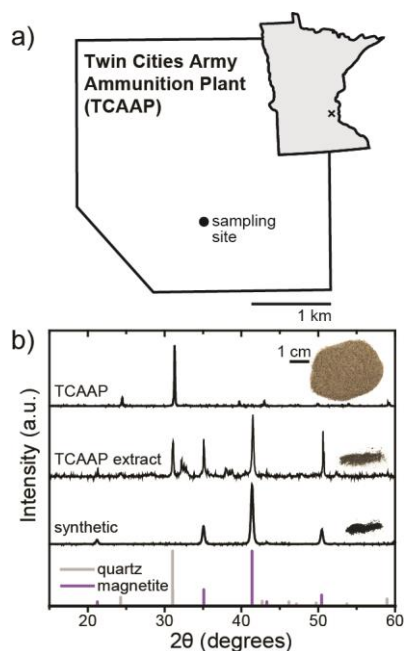 a)
Twin Cities Army
Ammunition Plant
(TCAAP)
×
sampling
site
1 km
b)
1 cm
TCAAP
TCAAP extract
synthetic
quartz
magnetite
Intensity (a.u.)
20 30 40 50 60
2θ (degrees)